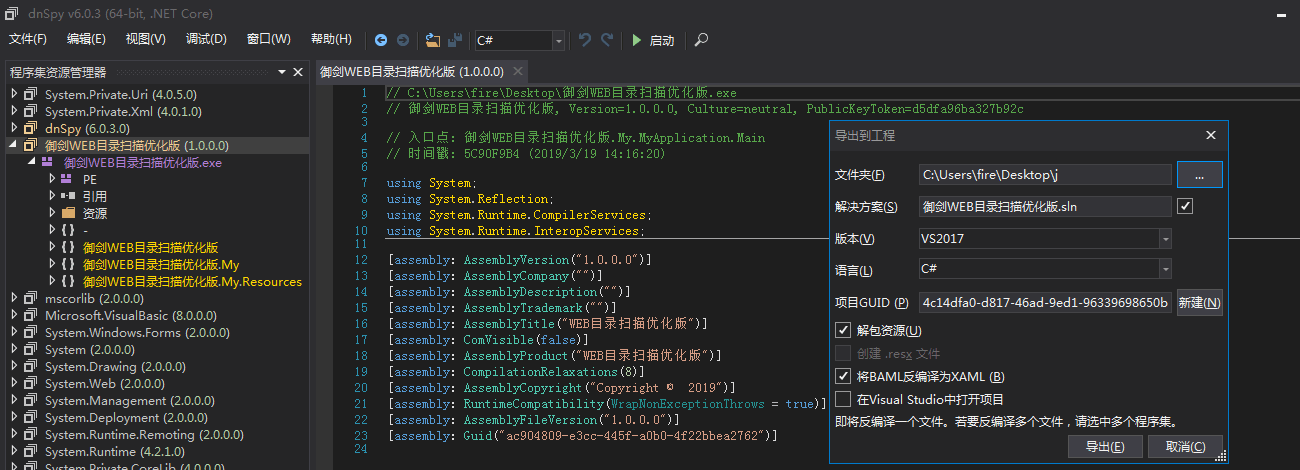 dnSpy v6.0.3 (64-bit, .NET Core)
文件(F) 编辑(E) 视图(V) 调试(D) 窗口(W) 帮助(H) C# 启动
程序集资源管理器
System.Private.Uri (4.0.5.0)
System.Private.Xml (4.0.1.0)
dnSpy (6.0.3.0)
御剑WEB目录扫描优化版 (1.0.0.0)
御剑WEB目录扫描优化版.exe
PE
引用
资源
{ } -
{ } 御剑WEB目录扫描优化版
{ } 御剑WEB目录扫描优化版.My
{ } 御剑WEB目录扫描优化版.My.Resources
mscorlib (2.0.0.0)
Microsoft.VisualBasic (8.0.0.0)
System.Windows.Forms (2.0.0.0)
System (2.0.0.0)
System.Drawing (2.0.0.0)
System.Web (2.0.0.0)
System.Management (2.0.0.0)
System.Deployment (2.0.0.0)
System.Runtime.Remoting (2.0.0.0)
System.Runtime (4.2.1.0)
System.Private.CoreLib (4.0.0.0)
御剑WEB目录扫描优化版 (1.0.0.0)
1 // C:\Users\fire\Desktop\御剑WEB目录扫描优化版.exe
2 // 御剑WEB目录扫描优化版, Version=1.0.0.0, Culture=neutral, PublicKeyToken=d5dfa96ba327b92c
3
4 // 入口点: 御剑WEB目录扫描优化版.My.MyApplication.Main
5 // 时间戳: 5C90F9B4 (2019/3/19 14:16:20)
6
7 using System;
8 using System.Reflection;
9 using System.Runtime.CompilerServices;
10 using System.Runtime.InteropServices;
11
12 [assembly: AssemblyVersion("1.0.0.0")]
13 [assembly: AssemblyCompany("")]
14 [assembly: AssemblyDescription("")]
15 [assembly: AssemblyTrademark("")]
16 [assembly: AssemblyTitle("WEB目录扫描优化版")]
17 [assembly: ComVisible(false)]
18 [assembly: AssemblyProduct("WEB目录扫描优化版")]
19 [assembly: CompilationRelaxations(8)]
20 [assembly: AssemblyCopyright("Copyright © 2019")]
21 [assembly: RuntimeCompatibility(WrapNonExceptionThrows = true)]
22 [assembly: AssemblyFileVersion("1.0.0.0")]
23 [assembly: Guid("ac904809-e3cc-445f-a0b0-4f22bbea2762")]
24
导出到工程
文件夹(F) C:\Users\fire\Desktop\j ...
解决方案(S) 御剑WEB目录扫描优化版.sln
版本(V) VS2017
语言(L) C#
项目GUID (P) 4c14dfa0-d817-46ad-9ed1-96339698650b 新建(N)
解包资源(U)
创建 .resx 文件
将BAML反编译为XAML (B)
在Visual Studio中打开项目
即将反编译一个文件。若要反编译多个文件，请选中多个程序集。
导出(E) 取消(C)